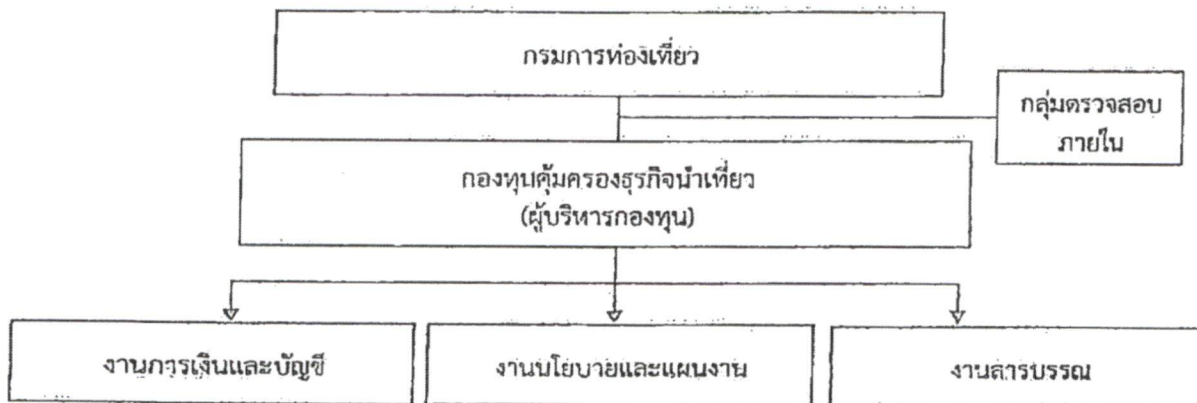 กรมการท่องเที่ยว
กลุ่มตรวจสอบ
ภายใน
กองทุนคุ้มครองธุรกิจนำเที่ยว
(ผู้บริหารกองทุน)
งานการเงินและบัญชี
งานนโยบายและแผนงาน
งานสารบรรณ